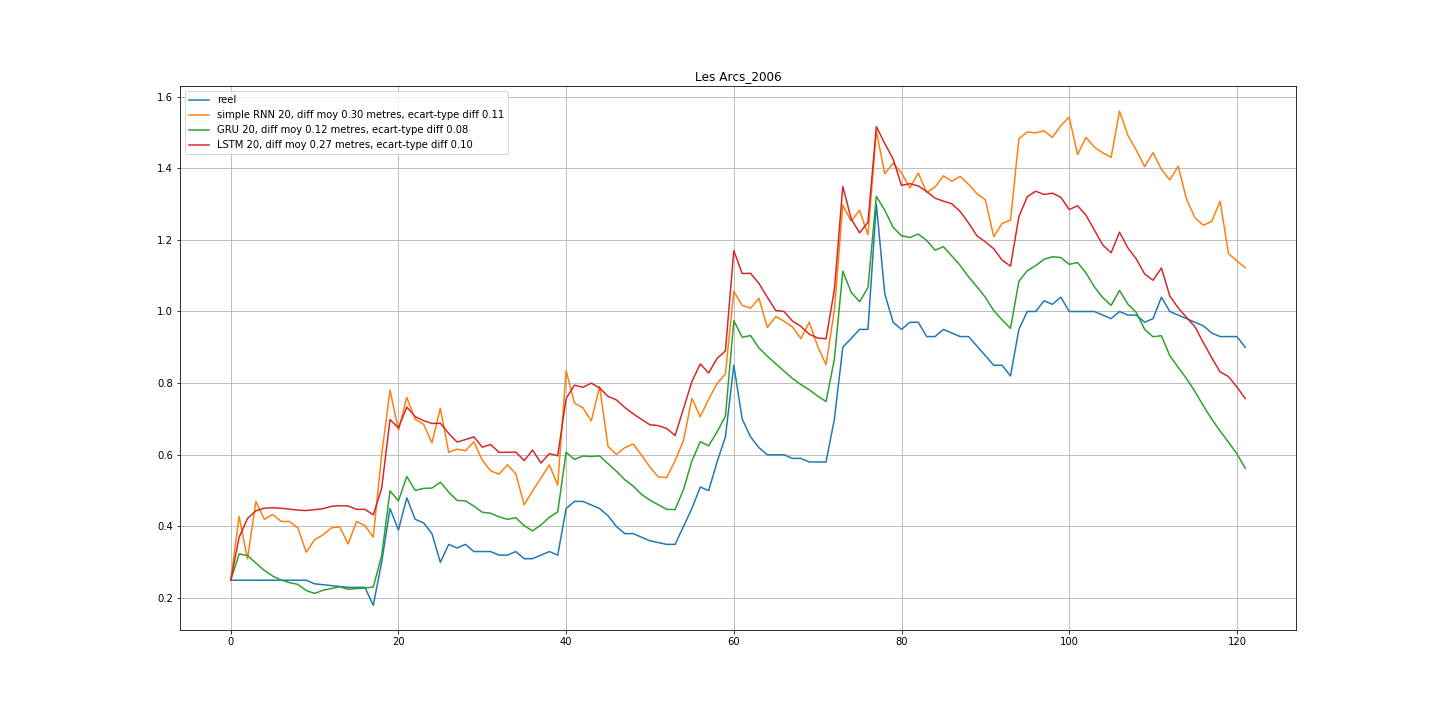 Les Arcs_2006
reel
simple RNN 20, diff moy 0.30 metres, ecart-type diff 0.11
GRU 20, diff moy 0.12 metres, ecart-type diff 0.08
LSTM 20, diff moy 0.27 metres, ecart-type diff 0.10
1.6
1.4
1.2
1.0
0.8
0.6
0.4
0.2
0 20 40 60 80 100 120